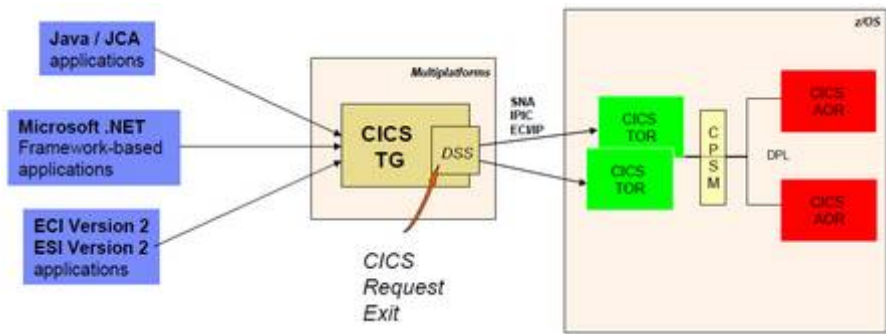 Java / JCA
applications
Microsoft .NET
Framework-based
applications
ECI Version 2
ESI Version 2
applications
Multiplatforms
CICS
TG
DSS
CICS
Request
Exit
SNA
IPIC
ECI/IP
z/OS
CICS
TOR
CICS
TOR
C
P
S
M
DPL
CICS
AOR
CICS
AOR